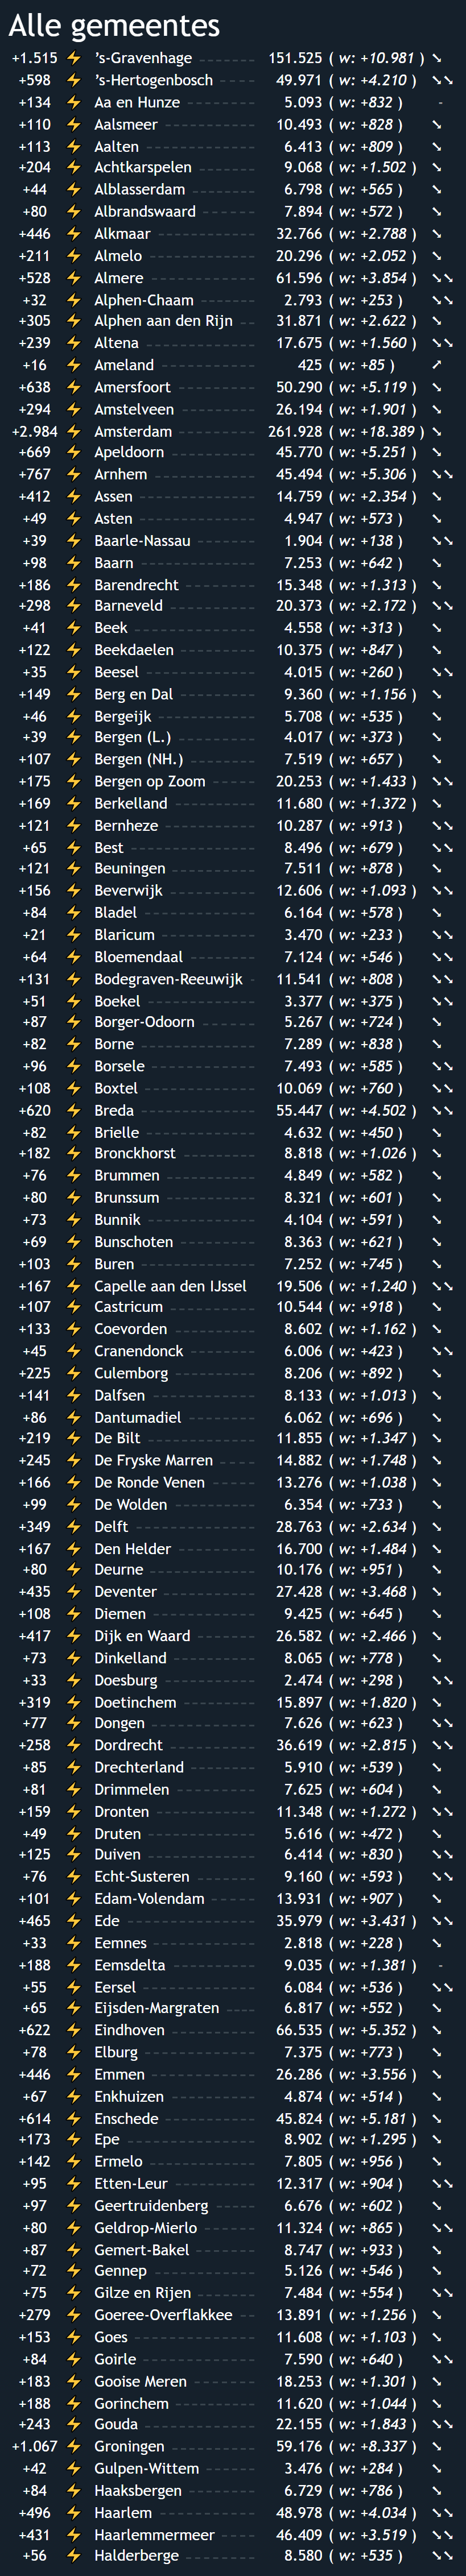 Alle gemeentes
+1.515 ⚡ ’s-Gravenhage 151.525 ( w: +10.981 ) ➘
+598 ⚡ ’s-Hertogenbosch 49.971 ( w: +4.210 ) ➘➘
+134 ⚡ Aa en Hunze 5.093 ( w: +832 ) -
+110 ⚡ Aalsmeer 10.493 ( w: +828 ) ➘
+113 ⚡ Aalten 6.413 ( w: +809 ) ➘
+204 ⚡ Achtkarspelen 9.068 ( w: +1.502 ) ➘
+44 ⚡ Alblasserdam 6.798 ( w: +565 ) ➘
+80 ⚡ Albrandswaard 7.894 ( w: +572 ) ➘
+446 ⚡ Alkmaar 32.766 ( w: +2.788 ) ➘
+211 ⚡ Almelo 20.296 ( w: +2.052 ) ➘
+528 ⚡ Almere 61.596 ( w: +3.854 ) ➘➘
+32 ⚡ Alphen-Chaam 2.793 ( w: +253 ) ➘➘
+305 ⚡ Alphen aan den Rijn 31.871 ( w: +2.622 ) ➘
+239 ⚡ Altena 17.675 ( w: +1.560 ) ➘➘
+16 ⚡ Ameland 425 ( w: +85 ) ➚
+638 ⚡ Amersfoort 50.290 ( w: +5.119 ) ➘
+294 ⚡ Amstelveen 26.194 ( w: +1.901 ) ➘
+2.984 ⚡ Amsterdam 261.928 ( w: +18.389 ) ➘
+669 ⚡ Apeldoorn 45.770 ( w: +5.251 ) ➘
+767 ⚡ Arnhem 45.494 ( w: +5.306 ) ➘➘
+412 ⚡ Assen 14.759 ( w: +2.354 ) ➘
+49 ⚡ Asten 4.947 ( w: +573 ) ➘
+39 ⚡ Baarle-Nassau 1.904 ( w: +138 ) ➘➘
+98 ⚡ Baarn 7.253 ( w: +642 ) ➘
+186 ⚡ Barendrecht 15.348 ( w: +1.313 ) ➘
+298 ⚡ Barneveld 20.373 ( w: +2.172 ) ➘➘
+41 ⚡ Beek 4.558 ( w: +313 ) ➘
+122 ⚡ Beekdaelen 10.375 ( w: +847 ) ➘
+35 ⚡ Beesel 4.015 ( w: +260 ) ➘➘
+149 ⚡ Berg en Dal 9.360 ( w: +1.156 ) ➘
+46 ⚡ Bergeijk 5.708 ( w: +535 ) ➘
+39 ⚡ Bergen (L.) 4.017 ( w: +373 ) ➘
+107 ⚡ Bergen (NH.) 7.519 ( w: +657 ) ➘
+175 ⚡ Bergen op Zoom 20.253 ( w: +1.433 ) ➘➘
+169 ⚡ Berkelland 11.680 ( w: +1.372 ) ➘
+121 ⚡ Bernheze 10.287 ( w: +913 ) ➘➘
+65 ⚡ Best 8.496 ( w: +679 ) ➘➘
+121 ⚡ Beuningen 7.511 ( w: +878 ) ➘
+156 ⚡ Beverwijk 12.606 ( w: +1.093 ) ➘➘
+84 ⚡ Bladel 6.164 ( w: +578 ) ➘
+21 ⚡ Blaricum 3.470 ( w: +233 ) ➘➘
+64 ⚡ Bloemendaal 7.124 ( w: +546 ) ➘➘
+131 ⚡ Bodegraven-Reeuwijk 11.541 ( w: +808 ) ➘➘
+51 ⚡ Boekel 3.377 ( w: +375 ) ➘➘
+87 ⚡ Borger-Odoorn 5.267 ( w: +724 ) ➘
+82 ⚡ Borne 7.289 ( w: +838 ) ➘
+96 ⚡ Borsele 7.493 ( w: +585 ) ➘➘
+108 ⚡ Boxtel 10.069 ( w: +760 ) ➘➘
+620 ⚡ Breda 55.447 ( w: +4.502 ) ➘➘
+82 ⚡ Brielle 4.632 ( w: +450 ) ➘
+182 ⚡ Bronckhorst 8.818 ( w: +1.026 ) ➘
+76 ⚡ Brummen 4.849 ( w: +582 ) ➘
+80 ⚡ Brunssum 8.321 ( w: +601 ) ➘
+73 ⚡ Bunnik 4.104 ( w: +591 ) ➘
+69 ⚡ Bunschoten 8.363 ( w: +621 ) ➘
+103 ⚡ Buren 7.252 ( w: +745 ) ➘
+167 ⚡ Capelle aan den IJssel 19.506 ( w: +1.240 ) ➘➘
+107 ⚡ Castricum 10.544 ( w: +918 ) ➘
+133 ⚡ Coevorden 8.602 ( w: +1.162 ) ➘
+45 ⚡ Cranendonck 6.006 ( w: +423 ) ➘➘
+225 ⚡ Culemborg 8.206 ( w: +892 ) ➘
+141 ⚡ Dalfsen 8.133 ( w: +1.013 ) ➘
+86 ⚡ Dantumadiel 6.062 ( w: +696 ) ➘
+219 ⚡ De Bilt 11.855 ( w: +1.347 ) ➘
+245 ⚡ De Fryske Marren 14.882 ( w: +1.748 ) ➘
+166 ⚡ De Ronde Venen 13.276 ( w: +1.038 ) ➘
+99 ⚡ De Wolden 6.354 ( w: +733 ) ➘
+349 ⚡ Delft 28.763 ( w: +2.634 ) ➘
+167 ⚡ Den Helder 16.700 ( w: +1.484 ) ➘
+80 ⚡ Deurne 10.176 ( w: +951 ) ➘
+435 ⚡ Deventer 27.428 ( w: +3.468 ) ➘
+108 ⚡ Diemen 9.425 ( w: +645 ) ➘
+417 ⚡ Dijk en Waard 26.582 ( w: +2.466 ) ➘
+73 ⚡ Dinkelland 8.065 ( w: +778 ) ➘
+33 ⚡ Doesburg 2.474 ( w: +298 ) ➘➘
+319 ⚡ Doetinchem 15.897 ( w: +1.820 ) ➘
+77 ⚡ Dongen 7.626 ( w: +623 ) ➘
+258 ⚡ Dordrecht 36.619 ( w: +2.815 ) ➘➘
+85 ⚡ Drechterland 5.910 ( w: +539 ) ➘
+81 ⚡ Drimmelen 7.625 ( w: +604 ) ➘
+159 ⚡ Dronten 11.348 ( w: +1.272 ) ➘➘
+49 ⚡ Druten 5.616 ( w: +472 ) ➘
+125 ⚡ Duiven 6.414 ( w: +830 ) ➘➘
+76 ⚡ Echt-Susteren 9.160 ( w: +593 ) ➘➘
+101 ⚡ Edam-Volendam 13.931 ( w: +907 ) ➘
+465 ⚡ Ede 35.979 ( w: +3.431 ) ➘➘
+33 ⚡ Eemnes 2.818 ( w: +228 ) ➘
+188 ⚡ Eemsdelta 9.035 ( w: +1.381 ) -
+55 ⚡ Eersel 6.084 ( w: +536 ) ➘➘
+65 ⚡ Eijsden-Margraten 6.817 ( w: +552 ) ➘
+622 ⚡ Eindhoven 66.535 ( w: +5.352 ) ➘➘
+78 ⚡ Elburg 7.375 ( w: +773 ) ➘
+446 ⚡ Emmen 26.286 ( w: +3.556 ) ➘
+67 ⚡ Enkhuizen 4.874 ( w: +514 ) ➘
+614 ⚡ Enschede 45.824 ( w: +5.181 ) ➘
+173 ⚡ Epe 8.902 ( w: +1.295 ) ➘
+142 ⚡ Ermelo 7.805 ( w: +956 ) ➘
+95 ⚡ Etten-Leur 12.317 ( w: +904 ) ➘➘
+97 ⚡ Geertruidenberg 6.676 ( w: +602 ) ➘
+80 ⚡ Geldrop-Mierlo 11.324 ( w: +865 ) ➘➘
+87 ⚡ Gemert-Bakel 8.747 ( w: +933 ) ➘
+72 ⚡ Gennep 5.126 ( w: +546 ) ➘
+75 ⚡ Gilze en Rijen 7.484 ( w: +554 ) ➘➘
+279 ⚡ Goeree-Overflakkee 13.891 ( w: +1.256 ) ➘
+153 ⚡ Goes 11.608 ( w: +1.103 ) ➘
+84 ⚡ Goirle 7.590 ( w: +640 ) ➘➘
+183 ⚡ Gooise Meren 18.253 ( w: +1.301 ) ➘
+188 ⚡ Gorinchem 11.620 ( w: +1.044 ) ➘
+243 ⚡ Gouda 22.155 ( w: +1.843 ) ➘➘
+1.067 ⚡ Groningen 59.176 ( w: +8.337 ) ➘
+42 ⚡ Gulpen-Wittem 3.476 ( w: +284 ) ➘
+84 ⚡ Haaksbergen 6.729 ( w: +786 ) ➘
+496 ⚡ Haarlem 48.978 ( w: +4.034 ) ➘➘
+431 ⚡ Haarlemmermeer 46.409 ( w: +3.519 ) ➘➘
+56 ⚡ Halderberge 8.580 ( w: +535 ) ➘➘